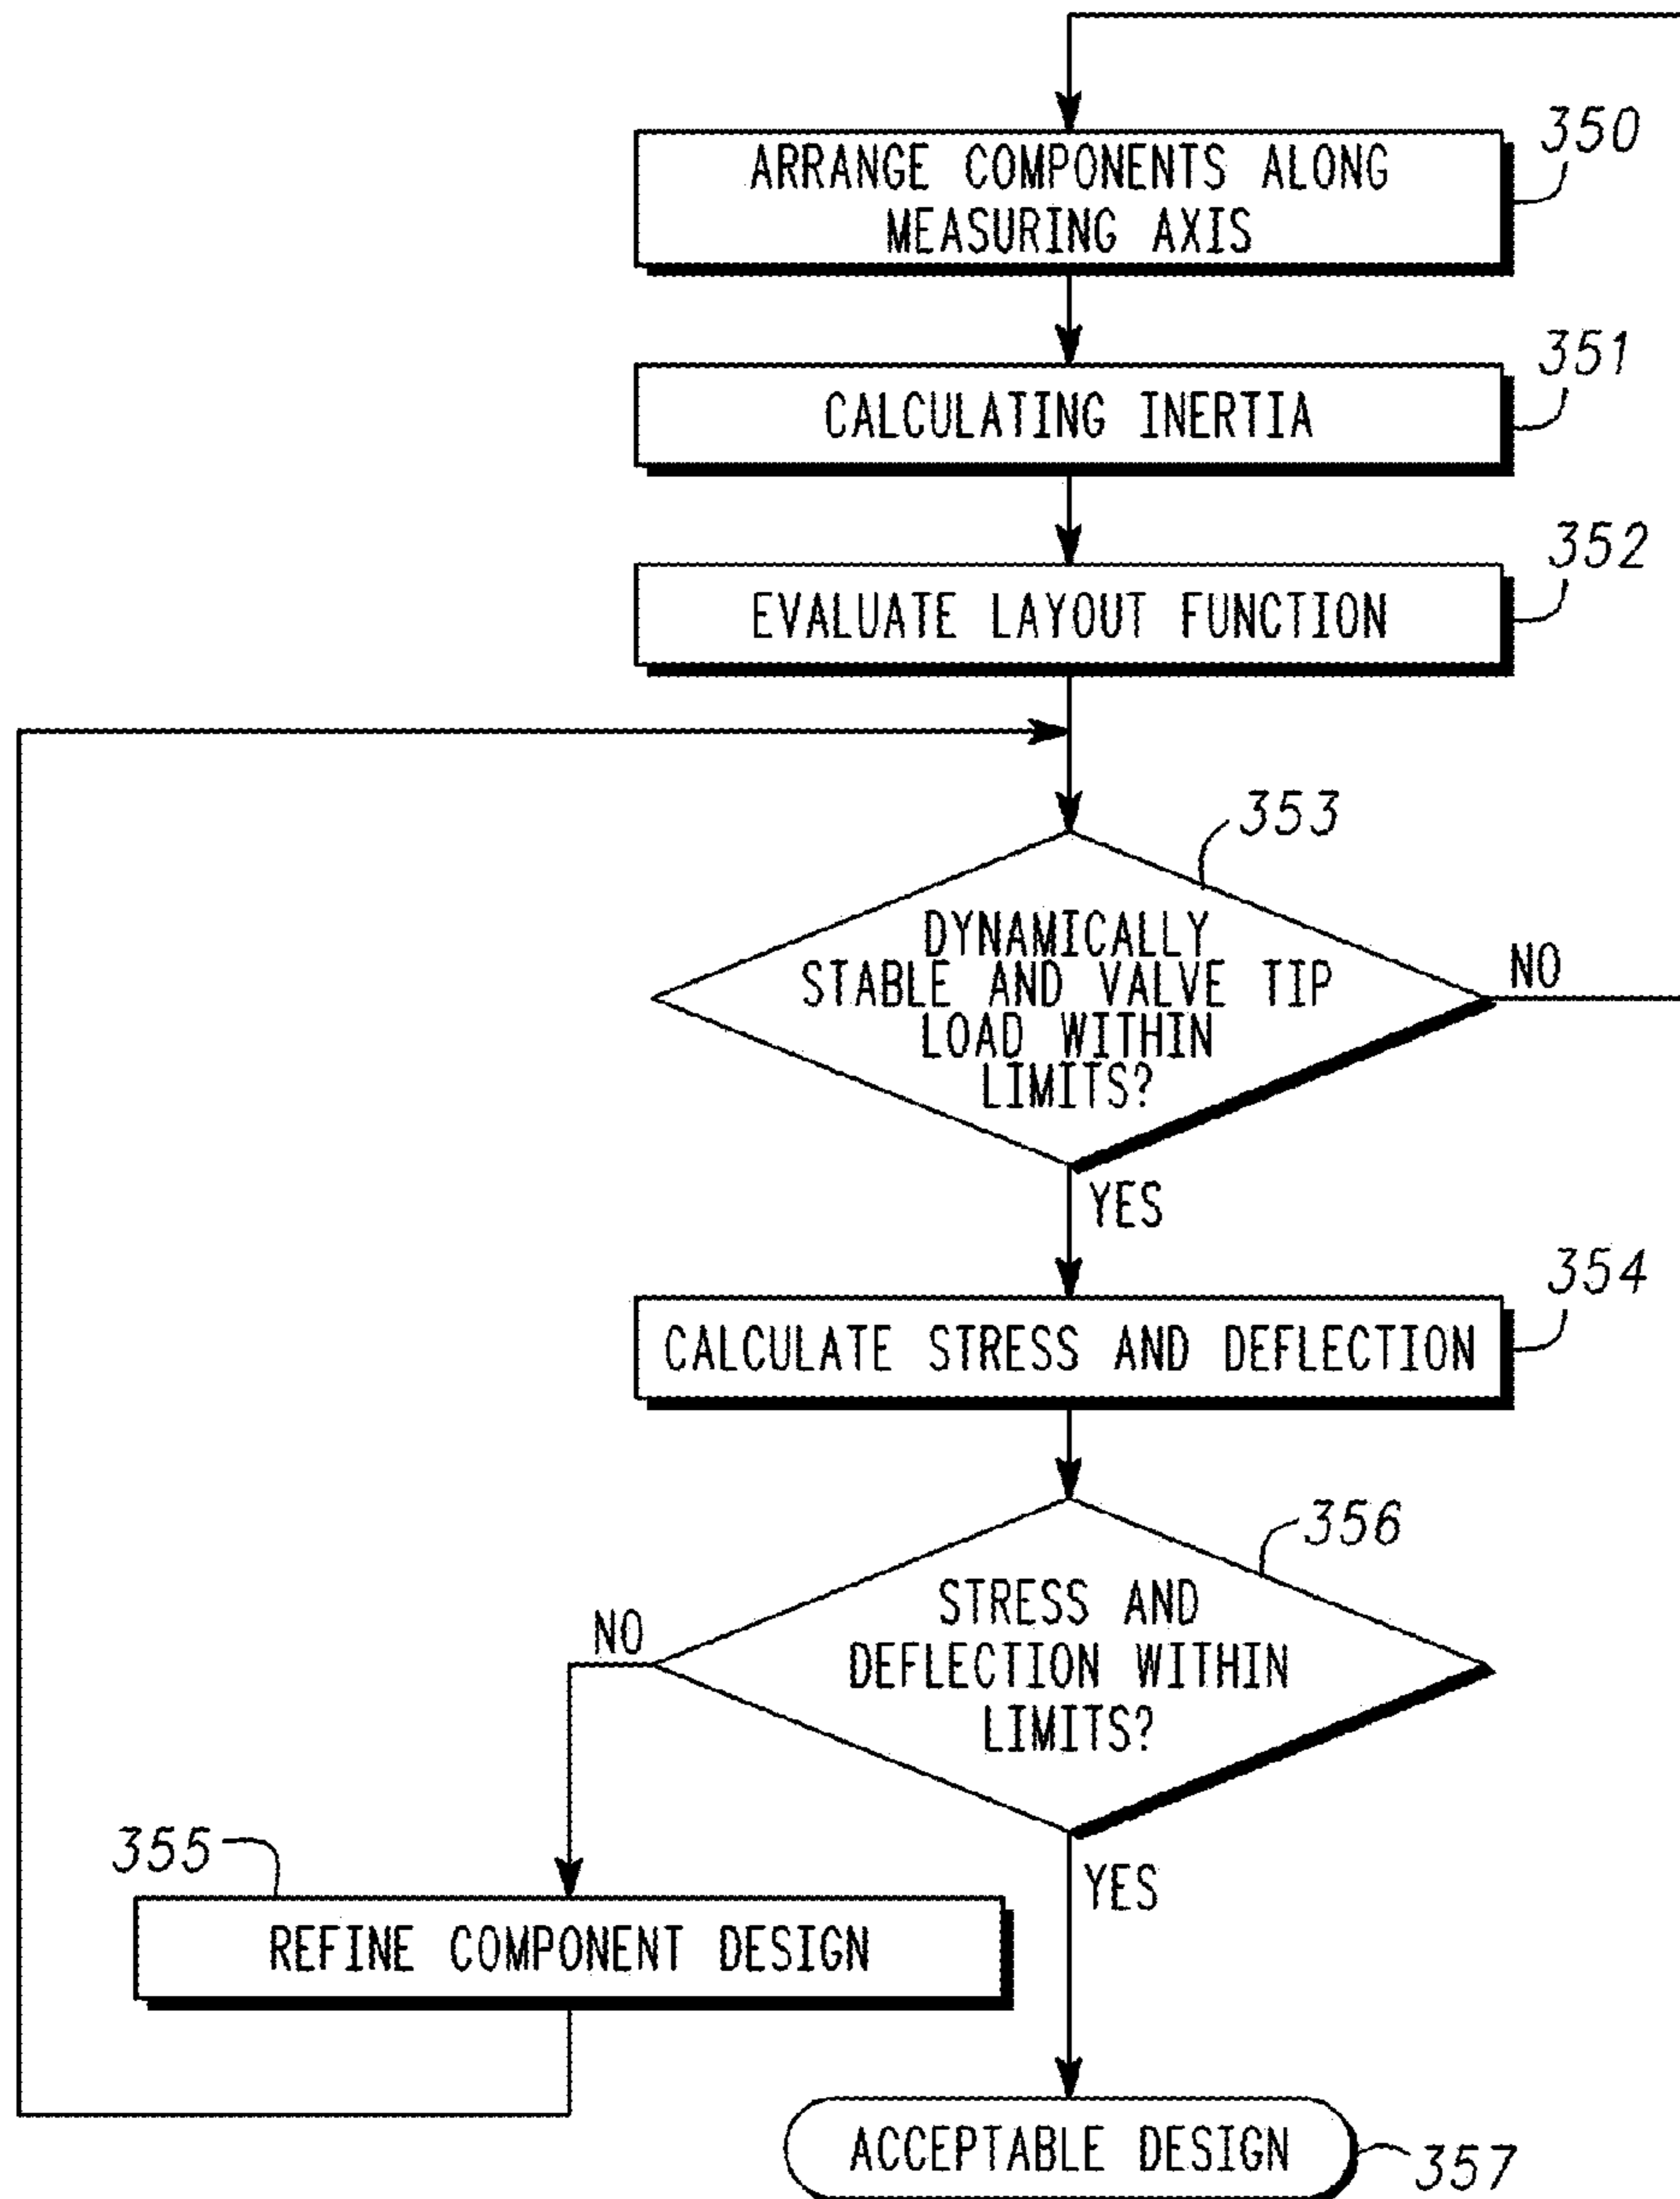 350
ARRANGE COMPONENTS ALONG
MEASURING AXIS
351
CALCULATING INERTIA
352
EVALUATE LAYOUT FUNCTION
353
DYNAMICALLY
STABLE AND VALVE TIP
LOAD WITHIN
LIMITS?
NO
YES
354
CALCULATE STRESS AND DEFLECTION
356
STRESS AND
DEFLECTION WITHIN
LIMITS?
NO
355
YES
REFINE COMPONENT DESIGN
ACCEPTABLE DESIGN
357